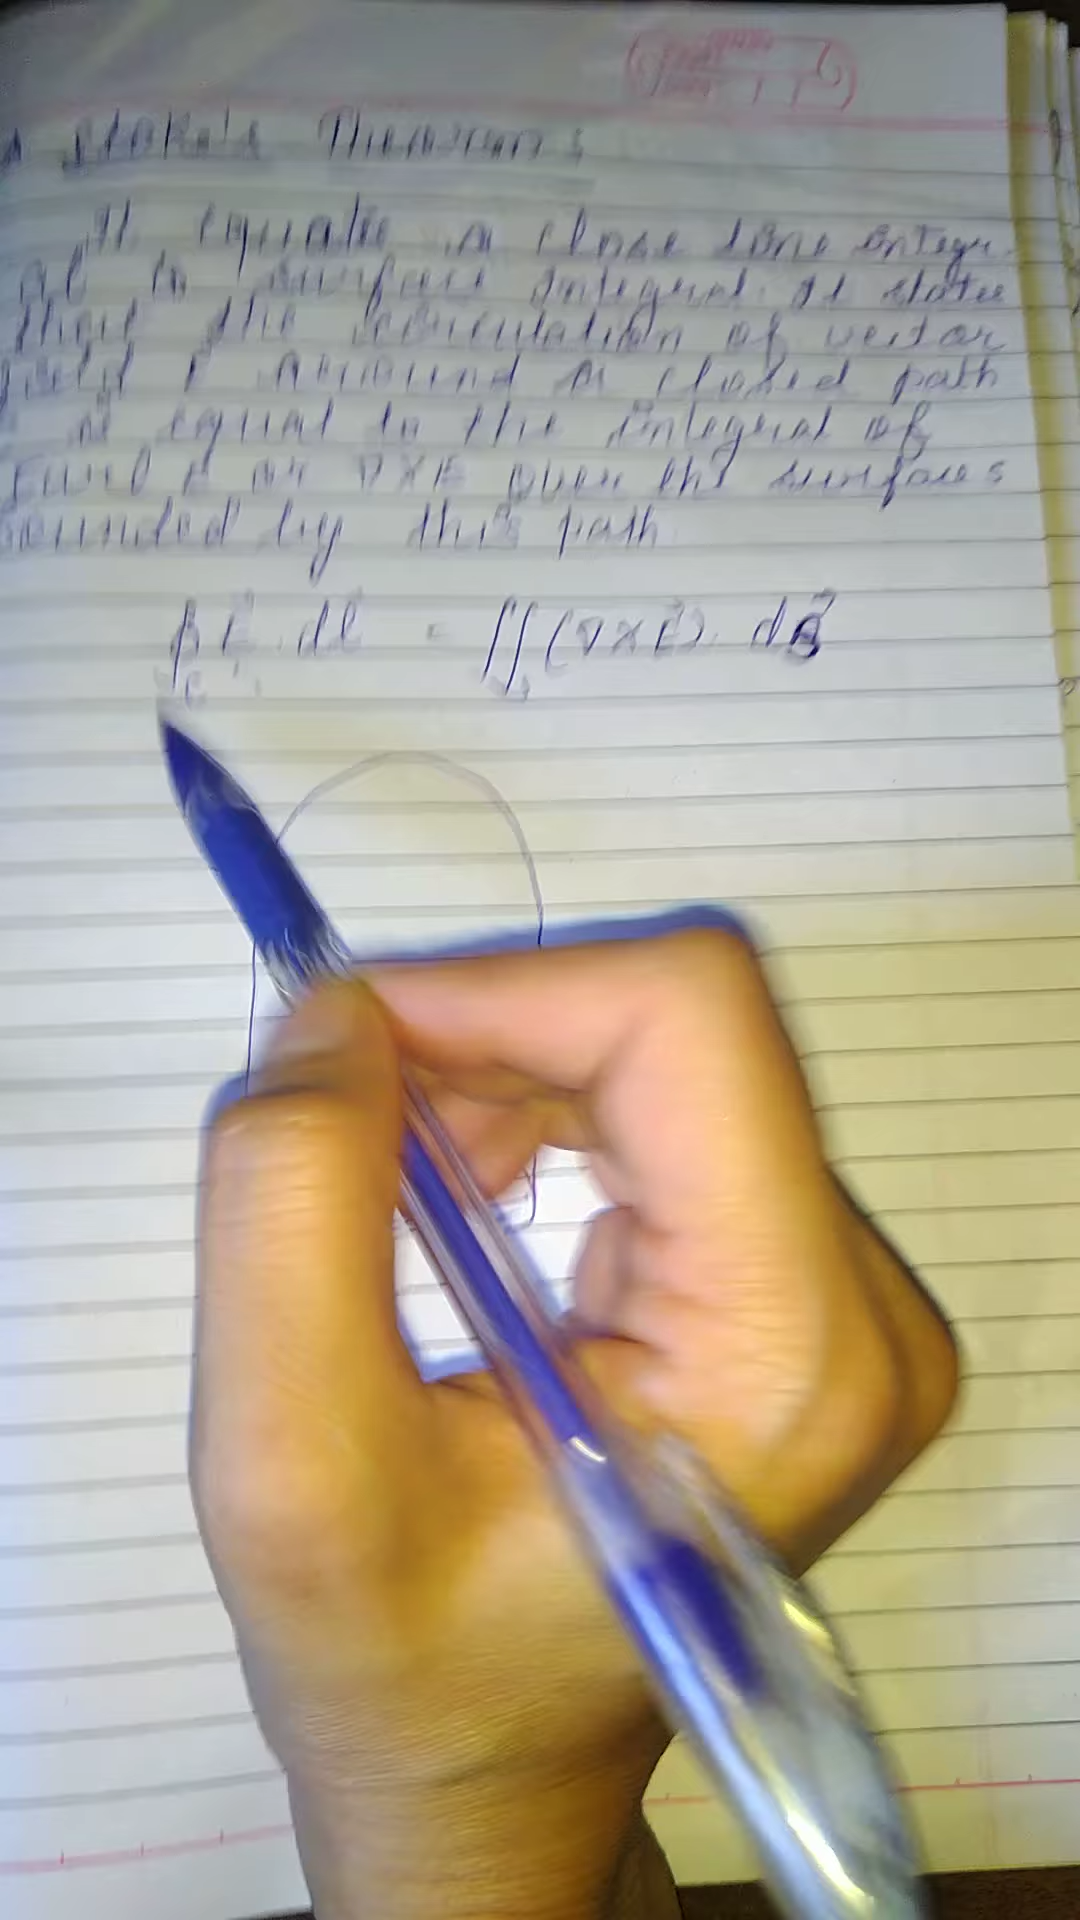 Stoke's Theorem :
It equates a close line integr
al to surface integral. It states
that the circulation of vector
field F around a closed path
is equal to the integral of
curl F or ∇×F over the surfaces
bounded by this path.
∮ F⃗ . dl⃗ = ∬ (∇×F⃗) . dS⃗
c s